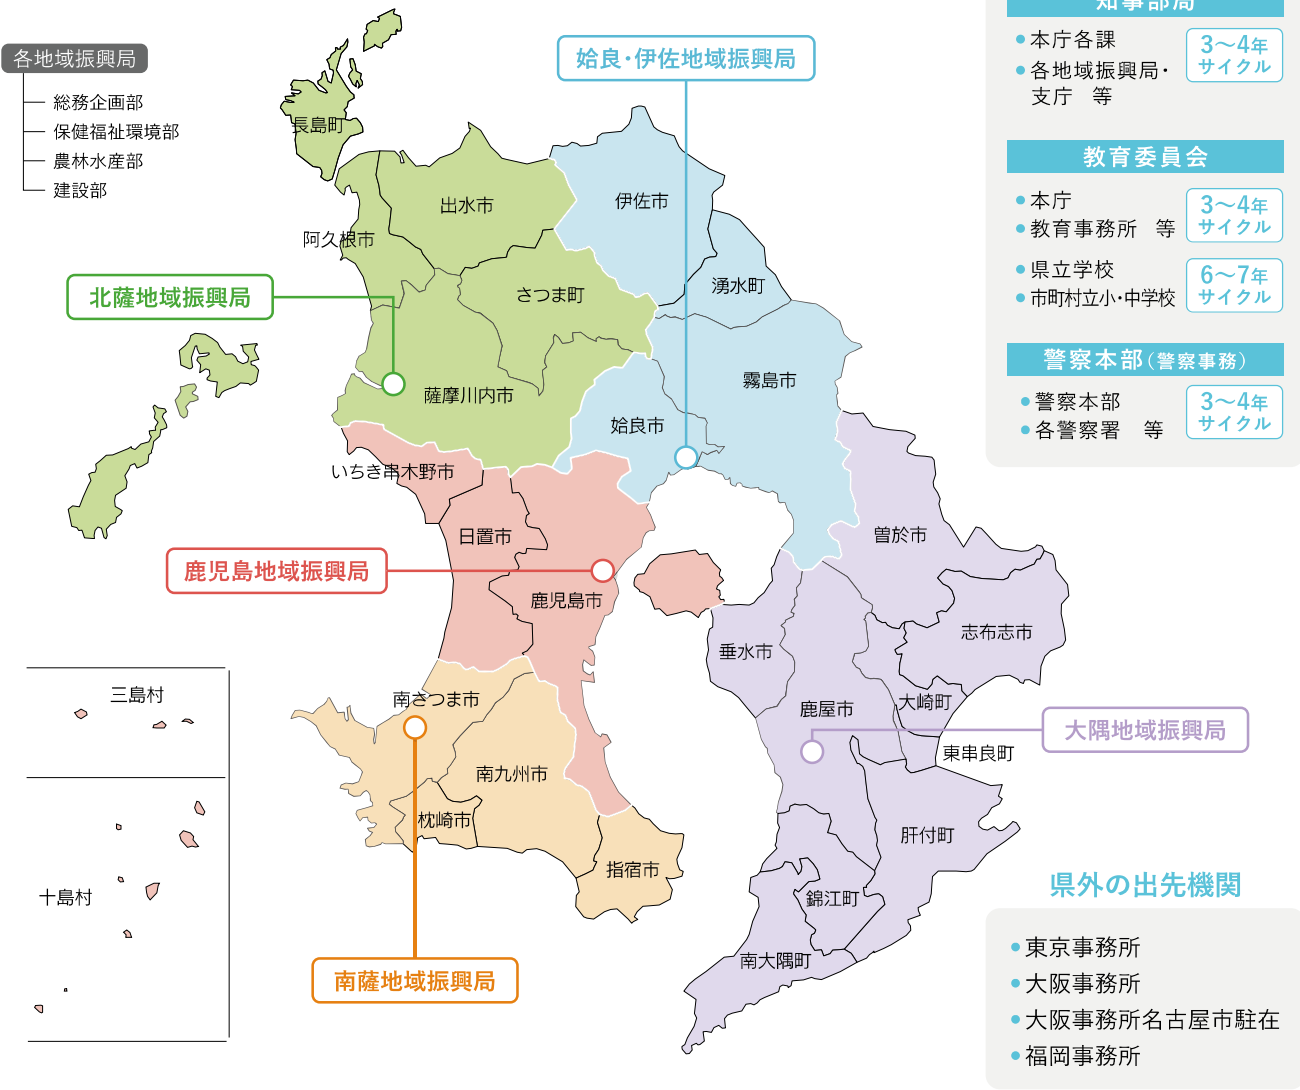 各地域振興局
総務企画部
保健福祉環境部
農林水産部
建設部
姶良・伊佐地域振興局
長島町
出水市
伊佐市
阿久根市
湧水町
さつま町
北薩地域振興局
霧島市
薩摩川内市
姶良市
いちき串木野市
日置市
曽於市
鹿児島地域振興局
鹿児島市
志布志市
垂水市
三島村
南さつま市
大崎町
鹿屋市
大隅地域振興局
東串良町
南九州市
枕崎市
肝付町
指宿市
十島村
錦江町
南大隅町
南薩地域振興局
知事部局
本庁各課
各地域振興局・
支庁　等
3〜4年
サイクル
教育委員会
本庁
教育事務所　等
3〜4年
サイクル
県立学校
市町村立小・中学校
6〜7年
サイクル
警察本部(警察事務)
警察本部
各警察署　等
3〜4年
サイクル
県外の出先機関
東京事務所
大阪事務所
大阪事務所名古屋市駐在
福岡事務所